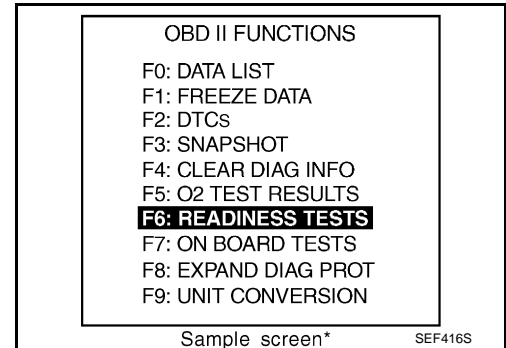 OBD II FUNCTIONS
F0: DATA LIST
F1: FREEZE DATA
F2: DTCs
F3: SNAPSHOT
F4: CLEAR DIAG INFO
F5: O2 TEST RESULTS
F6: READINESS TESTS
F7: ON BOARD TESTS
F8: EXPAND DIAG PROT
F9: UNIT CONVERSION
Sample screen* SEF416S